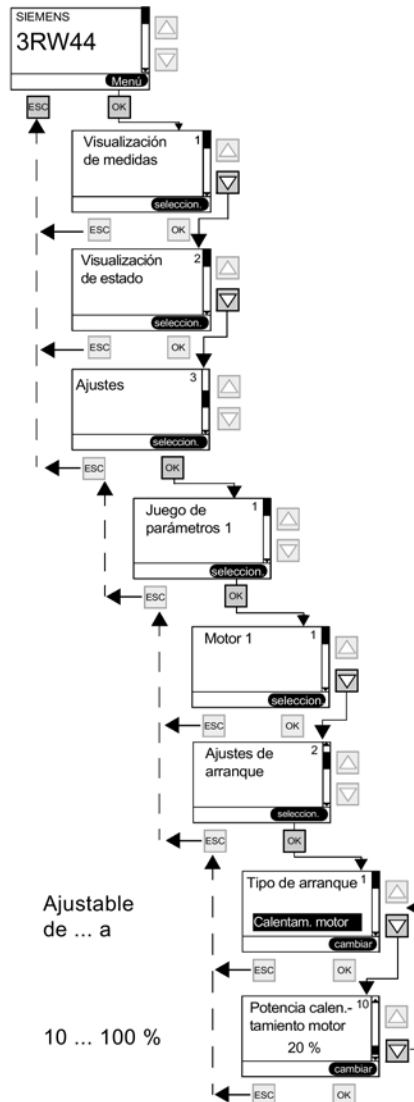 SIEMENS
3RW44
Menú
ESC
OK
Visualización
de medidas
1
seleccion.
ESC
OK
Visualización
de estado
2
seleccion.
ESC
OK
Ajustes
3
seleccion.
ESC
OK
Juego de
parámetros 1
1
seleccion.
ESC
OK
Motor 1
1
seleccion.
ESC
OK
Ajustes de
arranque
2
seleccion.
ESC
OK
Tipo de arranque
1
Calentam. motor
cambiar
Ajustable
de ... a
ESC
OK
Potencia calen.-
tamiento motor
10
20 %
cambiar
10 ... 100 %
ESC
OK